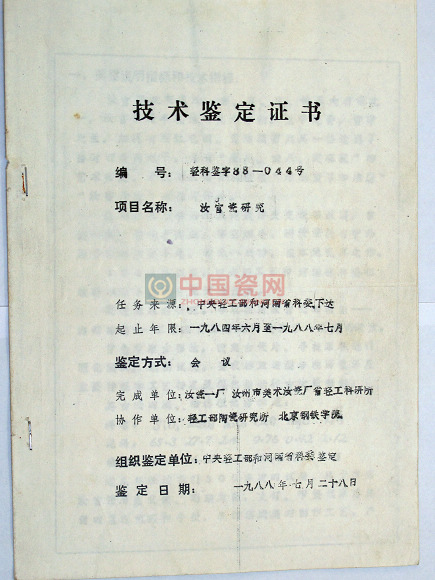 技术鉴定证书
编 号: 轻科鉴字88—044号
项目名称: 汝官瓷研究
中国瓷网
任务来源: 中央轻工部和河南省科委下达
起止年限: 一九八四年六月至一九八八年七月
鉴定方式: 会 议
完成单位: 汝瓷一厂 汝州市美术汝瓷厂省轻工科研所
协作单位: 轻工部陶瓷研究所 北京钢铁学院
组织鉴定单位: 中央轻工部和河南省科委鉴定
鉴定日期: 一九八八年七月二十八日